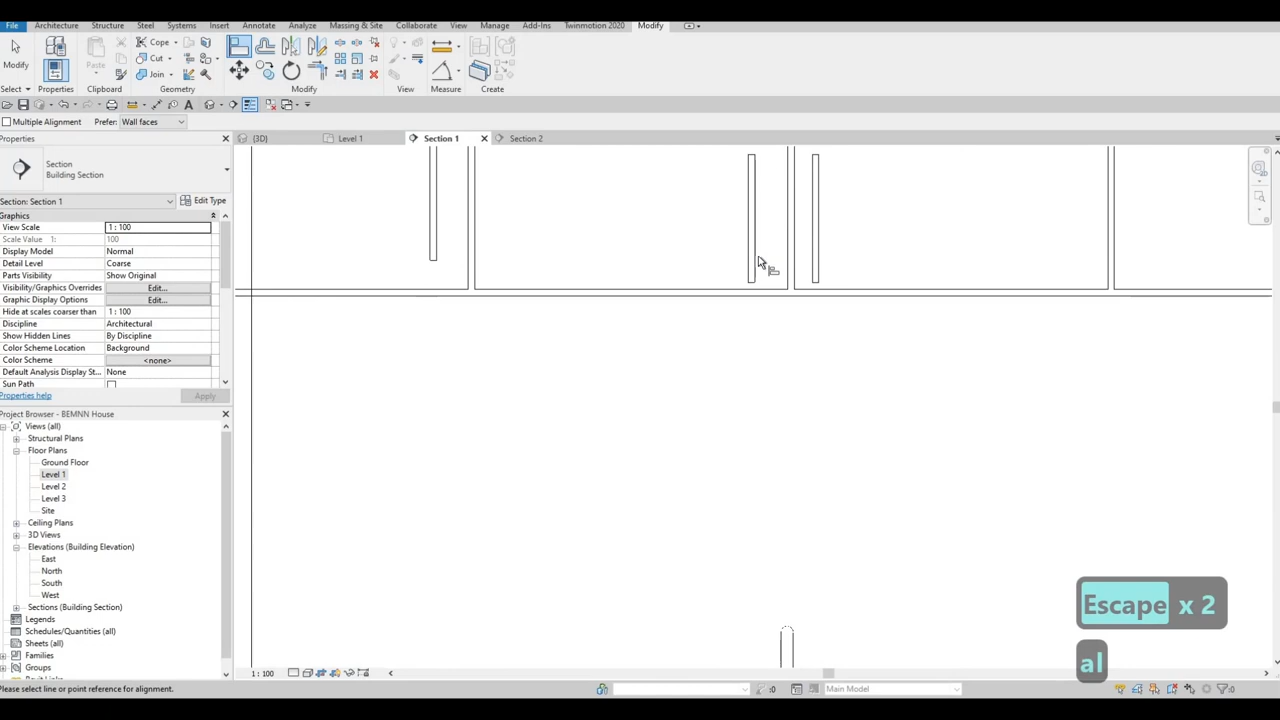 File Architecture Structure Steel Systems Insert Annotate Analyze Massing & Site Collaborate View Manage Add-Ins Twinmotion 2020 Modify
Modify Paste Cope Cut Join
Select Properties Clipboard Geometry Modify View Measure Create
Multiple Alignment Prefer: Wall faces
Properties
(3D) Level 1 Section 1 Section 2
Section
Building Section
Section: Section 1 Edit Type
Graphics
View Scale 1 : 100
Scale Value 1: 100
Display Model Normal
Detail Level Coarse
Parts Visibility Show Original
Visibility/Graphics Overrides Edit...
Graphic Display Options Edit...
Hide at scales coarser than 1 : 100
Discipline Architectural
Show Hidden Lines By Discipline
Color Scheme Location Background
Color Scheme <none>
Default Analysis Display St... None
Sun Path
Properties help Apply
Project Browser - BEMNN House
Views (all)
Structural Plans
Floor Plans
Ground Floor
Level 1
Level 2
Level 3
Site
Ceiling Plans
3D Views
Elevations (Building Elevation)
East
North
South
West
Sections (Building Section)
Legends
Schedules/Quantities (all)
Sheets (all)
Families
Groups
Escape x 2
al
1 : 100
Please select line or point reference for alignment.
:0 Main Model :0